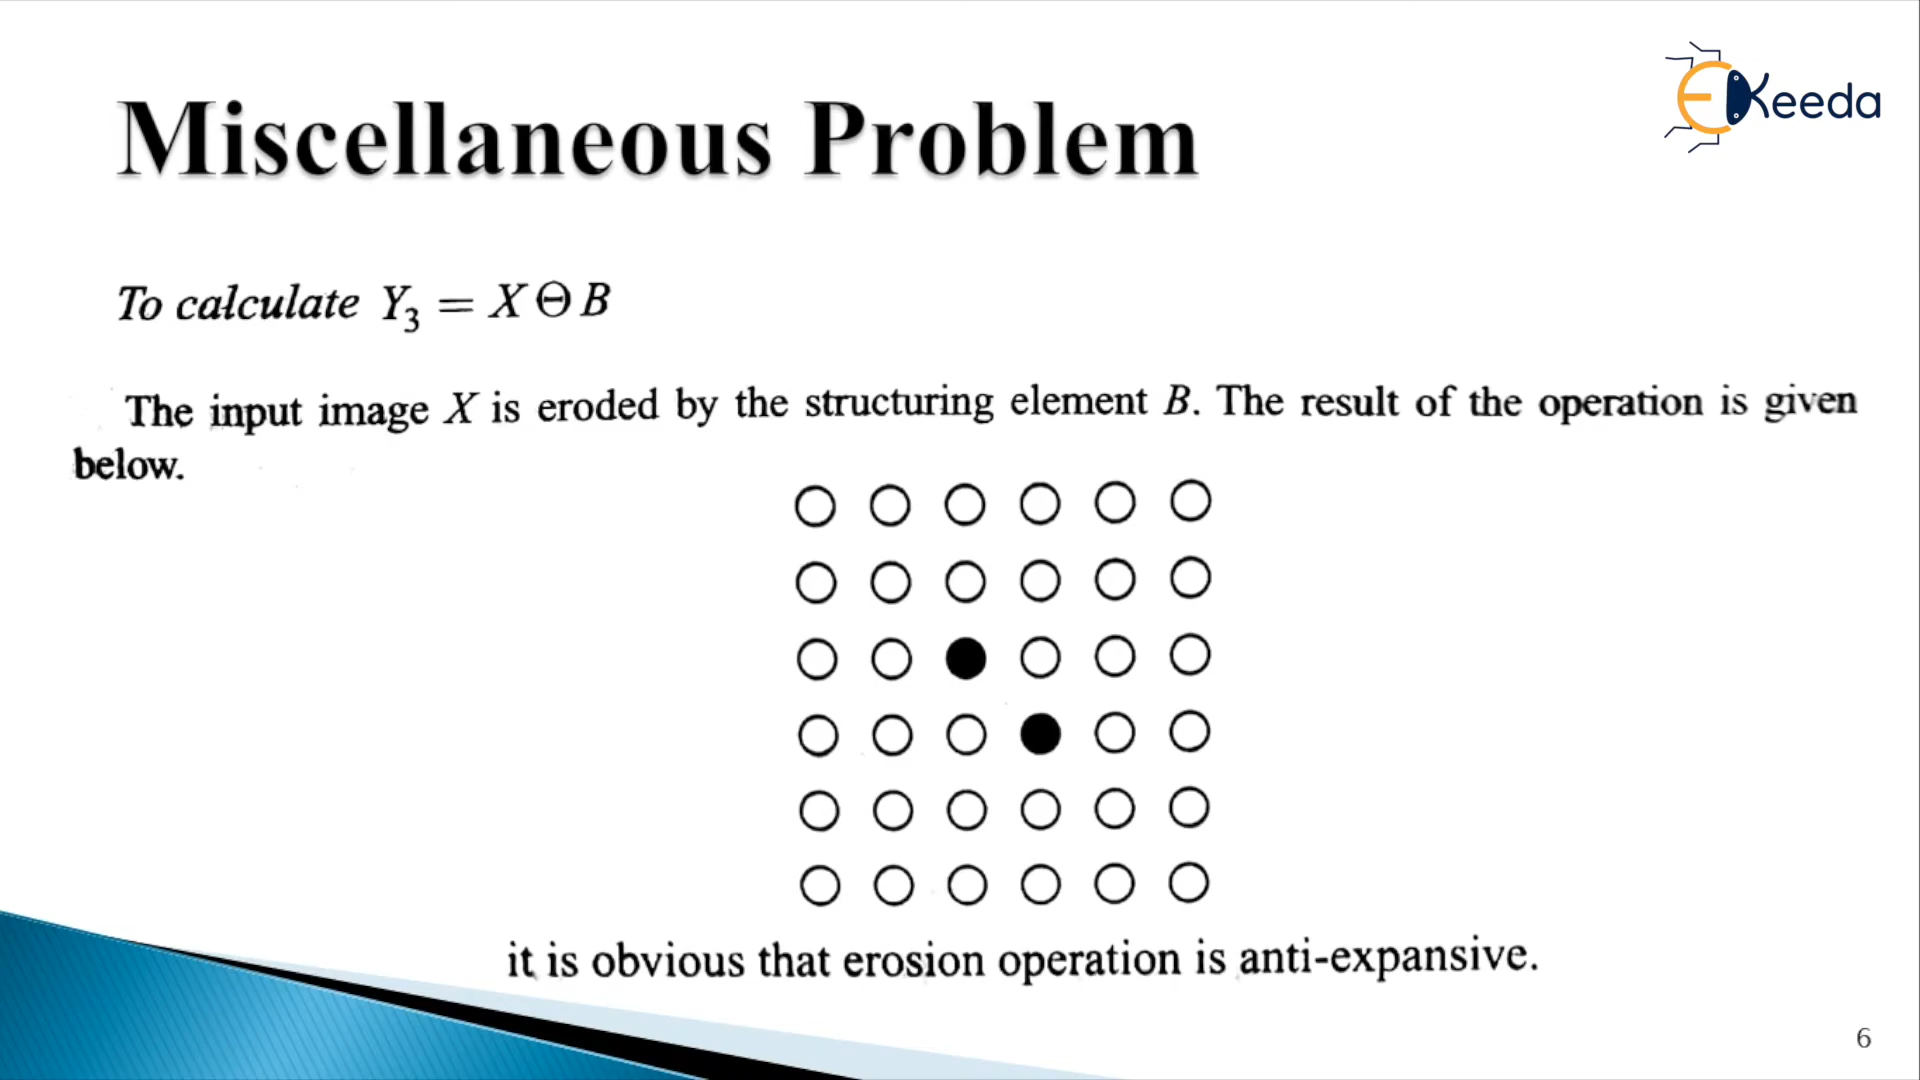 Keeda
Miscellaneous Problem
To calculate Y₃ = X Θ B
The input image X is eroded by the structuring element B. The result of the operation is given
below.
it is obvious that erosion operation is anti-expansive.
6